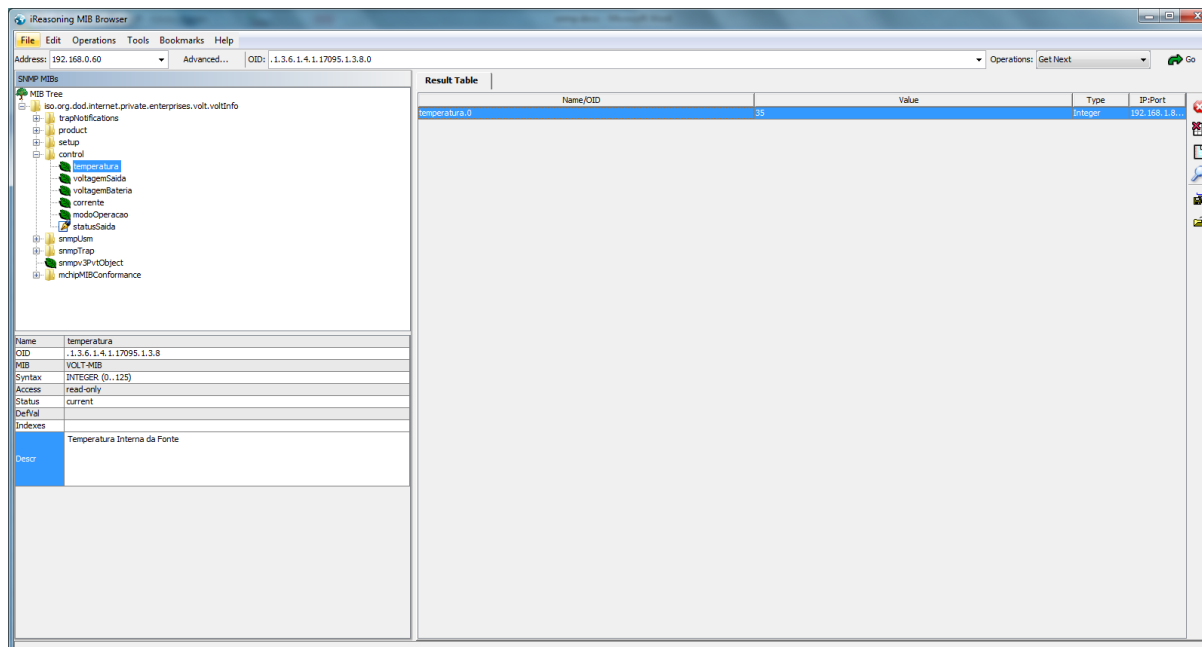 iReasoning MIB Browser
File Edit Operations Tools Bookmarks Help
Address: 192.168.0.60 Advanced... OID: .1.3.6.1.4.1.17095.1.3.8.0 Operations: Get Next Go
SNMP MIBs
MIB Tree
iso.org.dod.internet.private.enterprises.volt.voltInfo
trapNotifications
product
setup
control
temperatura
voltagemSaida
voltagemBateria
corrente
modoOperacao
statusSaida
snmpUsm
snmpTrap
snmpv3PvtObject
mchipMIBConformance
Name temperatura
OID .1.3.6.1.4.1.17095.1.3.8
MIB VOLT-MIB
Syntax INTEGER (0..125)
Access read-only
Status current
DefVal
Indexes
Descr Temperatura Interna da Fonte
Result Table
Name/OID Value Type IP:Port
temperatura.0 35 Integer 192.168.1.8...